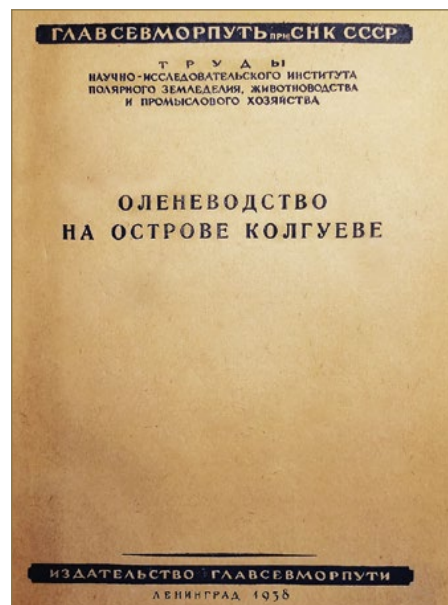 ГЛАВСЕВМОРПУТЬ ПРИ СНК СССР
ТРУДЫ
НАУЧНО-ИССЛЕДОВАТЕЛЬСКОГО ИНСТИТУТА
ПОЛЯРНОГО ЗЕМЛЕДЕЛИЯ, ЖИВОТНОВОДСТВА
И ПРОМЫСЛОВОГО ХОЗЯЙСТВА
ОЛЕНЕВОДСТВО
НА ОСТРОВЕ КОЛГУЕВЕ
ИЗДАТЕЛЬСТВО ГЛАВСЕВМОРПУТИ
ЛЕНИНГРАД 1938